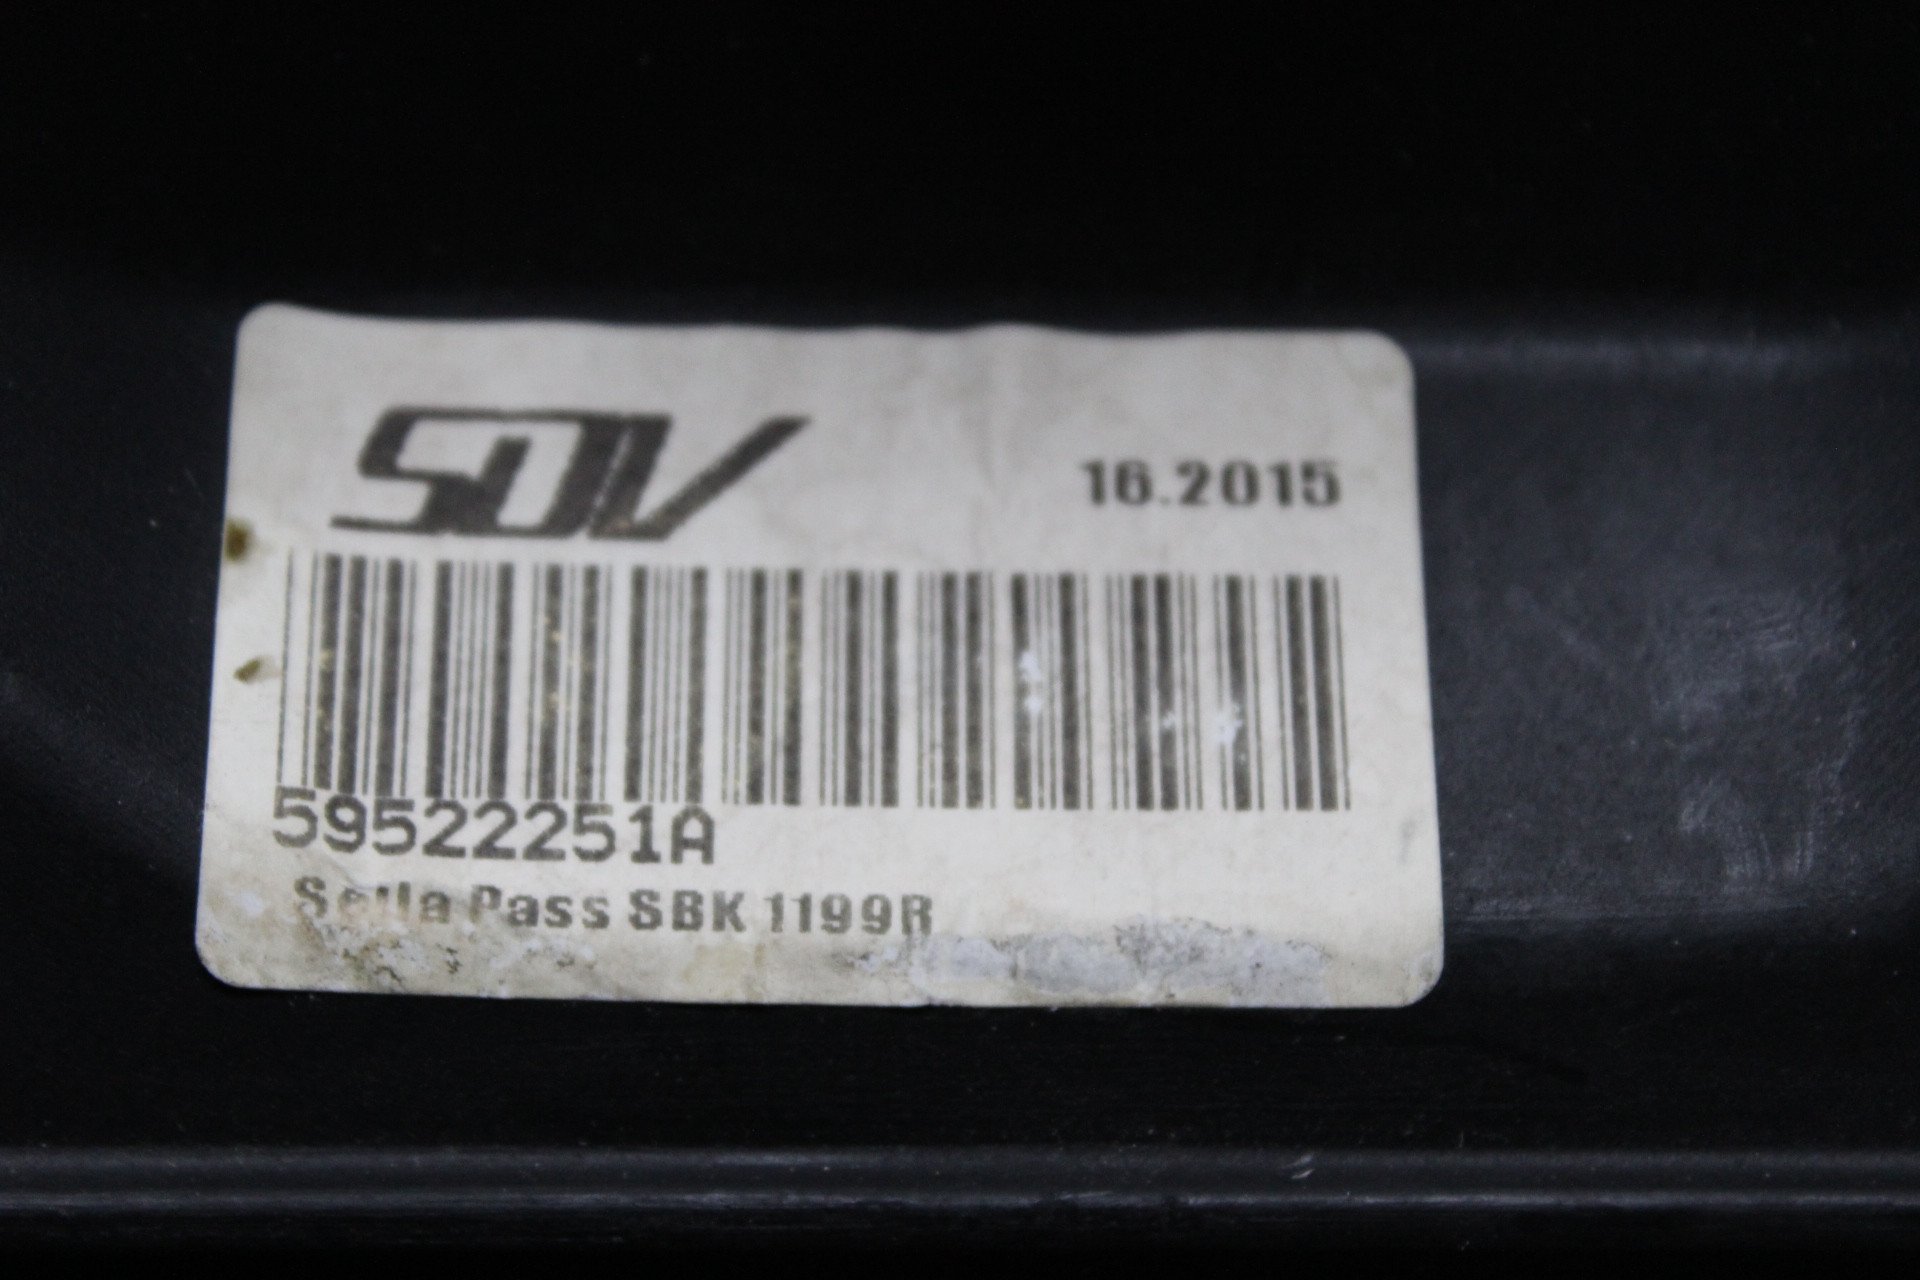 SDV
16.2015
59522251A
Sella Pass SBK 1199R